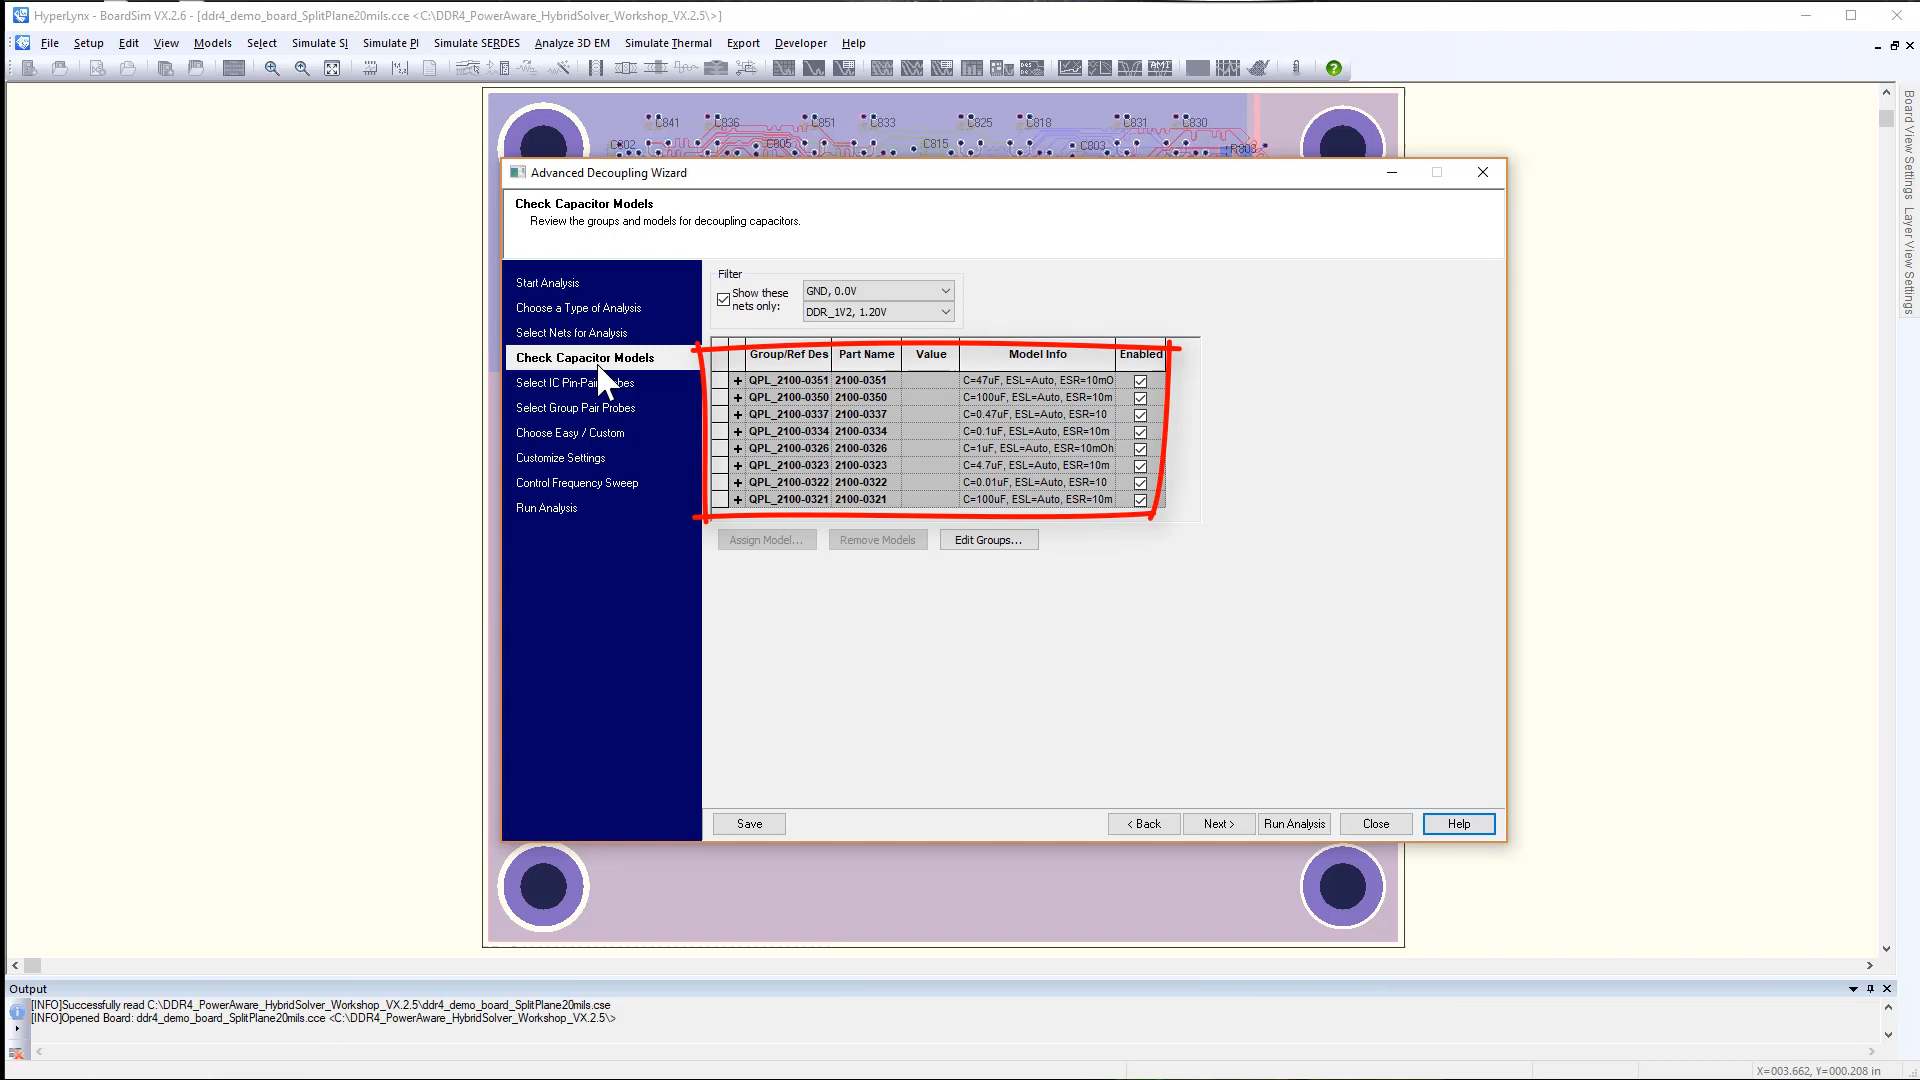 HyperLynx - BoardSim VX.2.6 - [ddr4_demo_board_SplitPlane20mils.cce <C:\DDR4_PowerAware_HybridSolver_Workshop_VX.2.5\>]
File Setup Edit View Models Select Simulate SI Simulate PI Simulate SERDES Analyze 3D EM Simulate Thermal Export Developer Help
AMI
C841 C836 C851 C833 C825 C818 C831 C830
C802 C805 C815 C803 R303
Board View Settings
Layer View Settings
Advanced Decoupling Wizard
Check Capacitor Models
Review the groups and models for decoupling capacitors.
Start Analysis
Choose a Type of Analysis
Select Nets for Analysis
Check Capacitor Models
Select IC Pin-Pai bes
Select Group Pair Probes
Choose Easy / Custom
Customize Settings
Control Frequency Sweep
Run Analysis
Filter
Show these nets only:
GND, 0.0V
DDR_1V2, 1.20V
Group/Ref Des Part Name Value Model Info Enabled
+ QPL_2100-0351 2100-0351 C=47uF, ESL=Auto, ESR=10mO
+ QPL_2100-0350 2100-0350 C=100uF, ESL=Auto, ESR=10m
+ QPL_2100-0337 2100-0337 C=0.47uF, ESL=Auto, ESR=10
+ QPL_2100-0334 2100-0334 C=0.1uF, ESL=Auto, ESR=10m
+ QPL_2100-0326 2100-0326 C=1uF, ESL=Auto, ESR=10mOh
+ QPL_2100-0323 2100-0323 C=4.7uF, ESL=Auto, ESR=10m
+ QPL_2100-0322 2100-0322 C=0.01uF, ESL=Auto, ESR=10
+ QPL_2100-0321 2100-0321 C=100uF, ESL=Auto, ESR=10m
Assign Model... Remove Models Edit Groups...
Save < Back Next > Run Analysis Close Help
Output
[INFO]Successfully read C:\DDR4_PowerAware_HybridSolver_Workshop_VX.2.5\ddr4_demo_board_SplitPlane20mils.cse
[INFO]Opened Board: ddr4_demo_board_SplitPlane20mils.cce <C:\DDR4_PowerAware_HybridSolver_Workshop_VX.2.5\>
X=003.662, Y=000.208 in